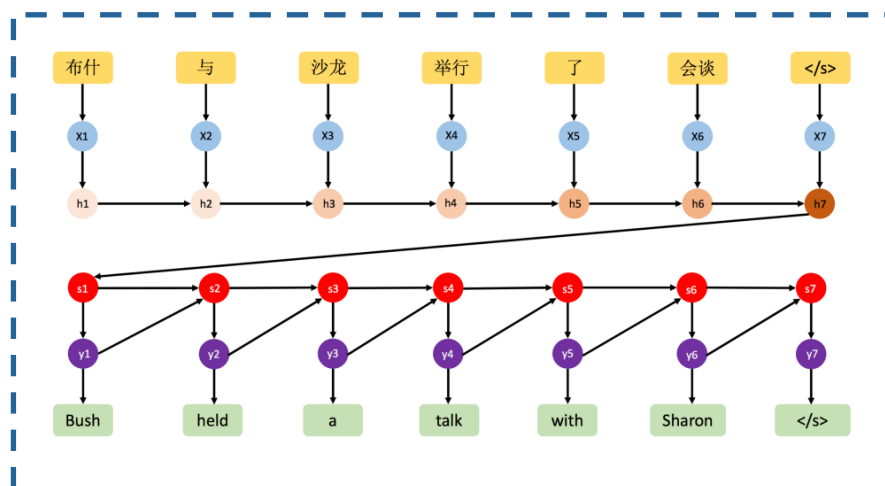 布什 与 沙龙 举行 了 会谈 </s>
X1 X2 X3 X4 X5 X6 X7
h1 h2 h3 h4 h5 h6 h7
s1 s2 s3 s4 s5 s6 s7
y1 y2 y3 y4 y5 y6 y7
Bush held a talk with Sharon </s>